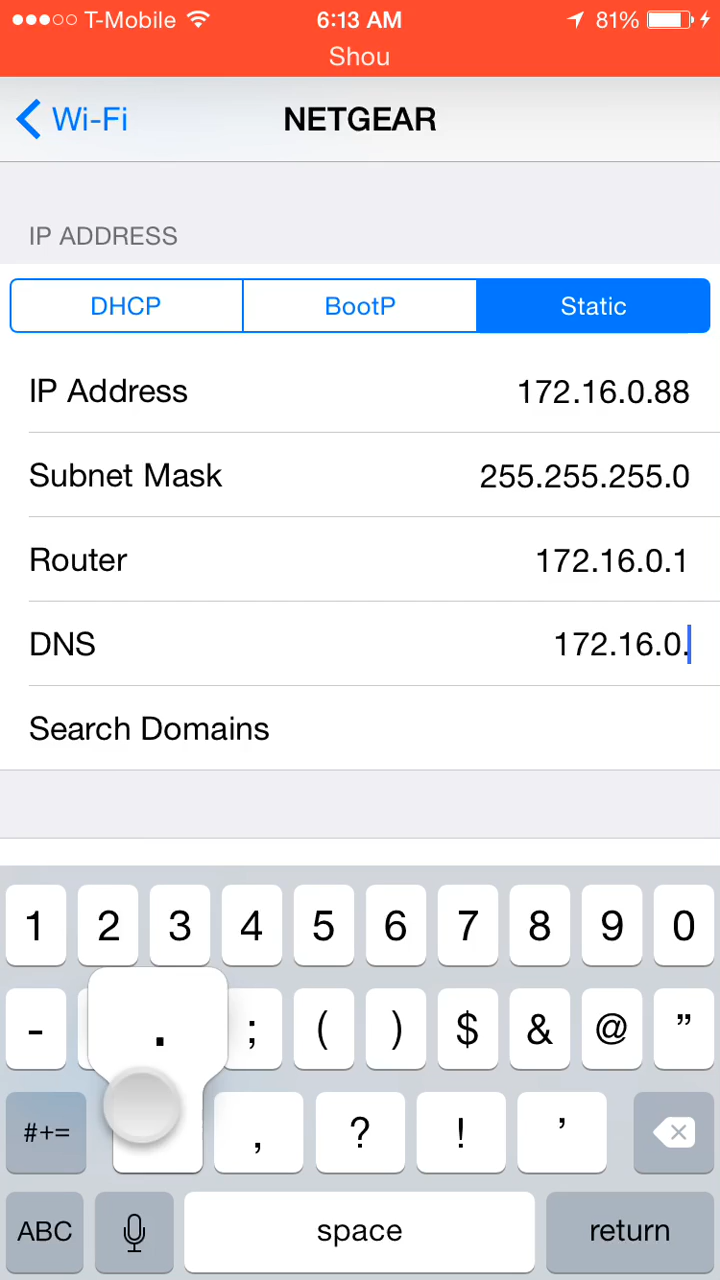 T-Mobile 6:13 AM 81%
Shou
Wi-Fi NETGEAR
IP ADDRESS
DHCP BootP Static
IP Address 172.16.0.88
Subnet Mask 255.255.255.0
Router 172.16.0.1
DNS 172.16.0.
Search Domains
1 2 3 4 5 6 7 8 9 0
- . ; ( ) $ & @ ”
#+= , ? ! ’
ABC space return